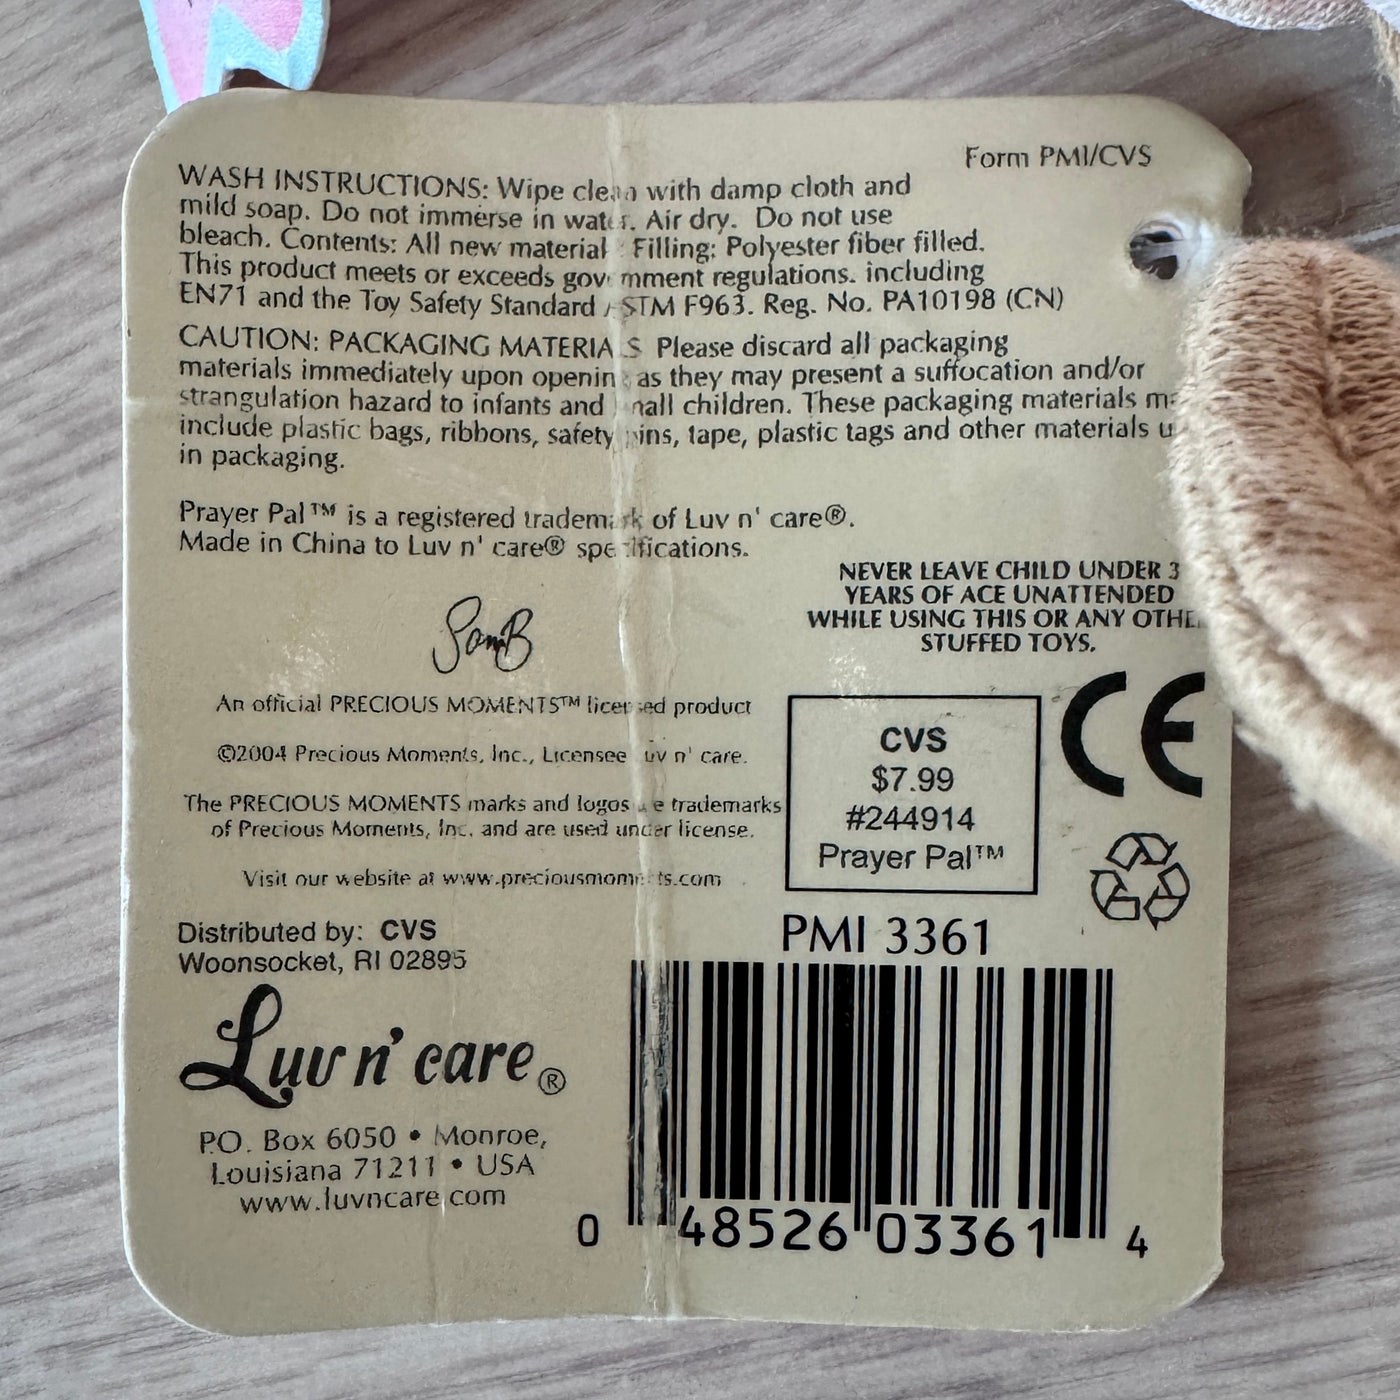 Form PMI/CVS
WASH INSTRUCTIONS: Wipe clean with damp cloth and
mild soap. Do not immerse in water. Air dry. Do not use
bleach. Contents: All new material Filling: Polyester fiber filled.
This product meets or exceeds government regulations. including
EN71 and the Toy Safety Standard ASTM F963. Reg. No. PA10198 (CN)
CAUTION: PACKAGING MATERIALS Please discard all packaging
materials immediately upon opening as they may present a suffocation and/or
strangulation hazard to infants and small children. These packaging materials
include plastic bags, ribbons, safety pins, tape, plastic tags and other materials
in packaging.
Prayer Pal™ is a registered trademark of Luv n' care®.
Made in China to Luv n' care® specifications.
NEVER LEAVE CHILD UNDER 3
YEARS OF AGE UNATTENDED
WHILE USING THIS OR ANY OTHER
STUFFED TOYS.
SamB
An official PRECIOUS MOMENTS™ licensed product
©2004 Precious Moments, Inc., Licensee Luv n' care.
The PRECIOUS MOMENTS marks and logos are trademarks
of Precious Moments, Inc. and are used under license.
Visit our website at www.preciousmoments.com
CE
CVS
$7.99
#244914
Prayer Pal™
Distributed by: CVS
Woonsocket, RI 02895
Luv n' care®
P.O. Box 6050 • Monroe,
Louisiana 71211 • USA
www.luvncare.com
PMI 3361
0 48526 03361 4